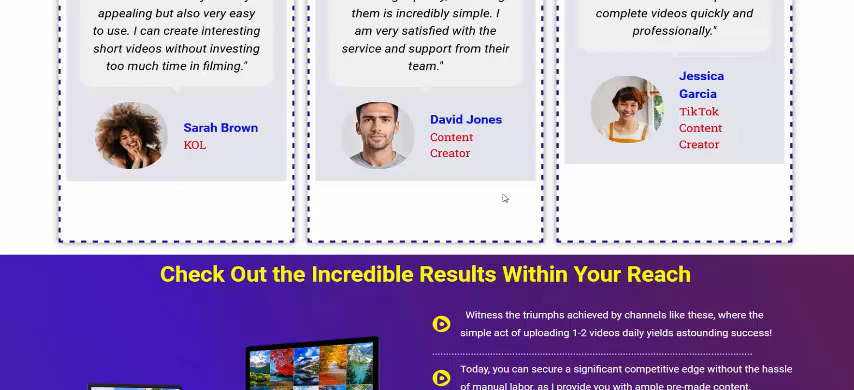 appealing but also very easy
to use. I can create interesting
short videos without investing
too much time in filming."
Sarah Brown
KOL
them is incredibly simple. I
am very satisfied with the
service and support from their
team."
David Jones
Content
Creator
complete videos quickly and
professionally."
Jessica
Garcia
TikTok
Content
Creator
Check Out the Incredible Results Within Your Reach
Witness the triumphs achieved by channels like these, where the
simple act of uploading 1-2 videos daily yields astounding success!
Today, you can secure a significant competitive edge without the hassle
of manual labor, as I provide you with ample pre-made content.